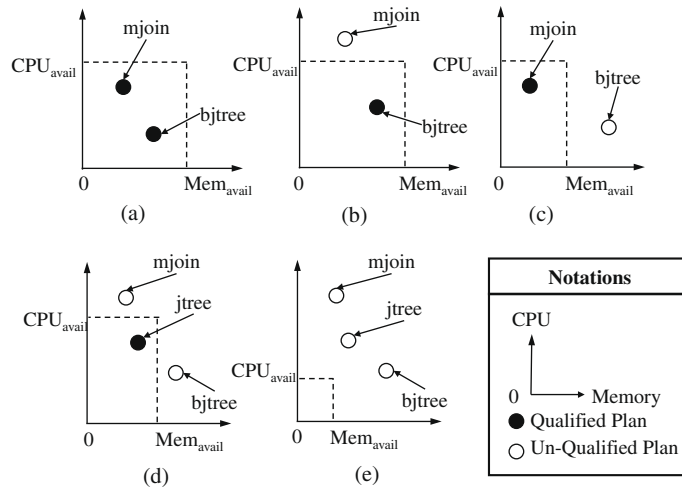 mjoin
CPUavail
bjtree
0
Memavail
(a)
mjoin
CPUavail
bjtree
0
Memavail
(b)
mjoin
CPUavail
bjtree
0
Memavail
(c)
mjoin
jtree
CPUavail
bjtree
0
Memavail
(d)
mjoin
jtree
CPUavail
bjtree
0
Memavail
(e)
Notations
CPU
0
Memory
Qualified Plan
Un-Qualified Plan